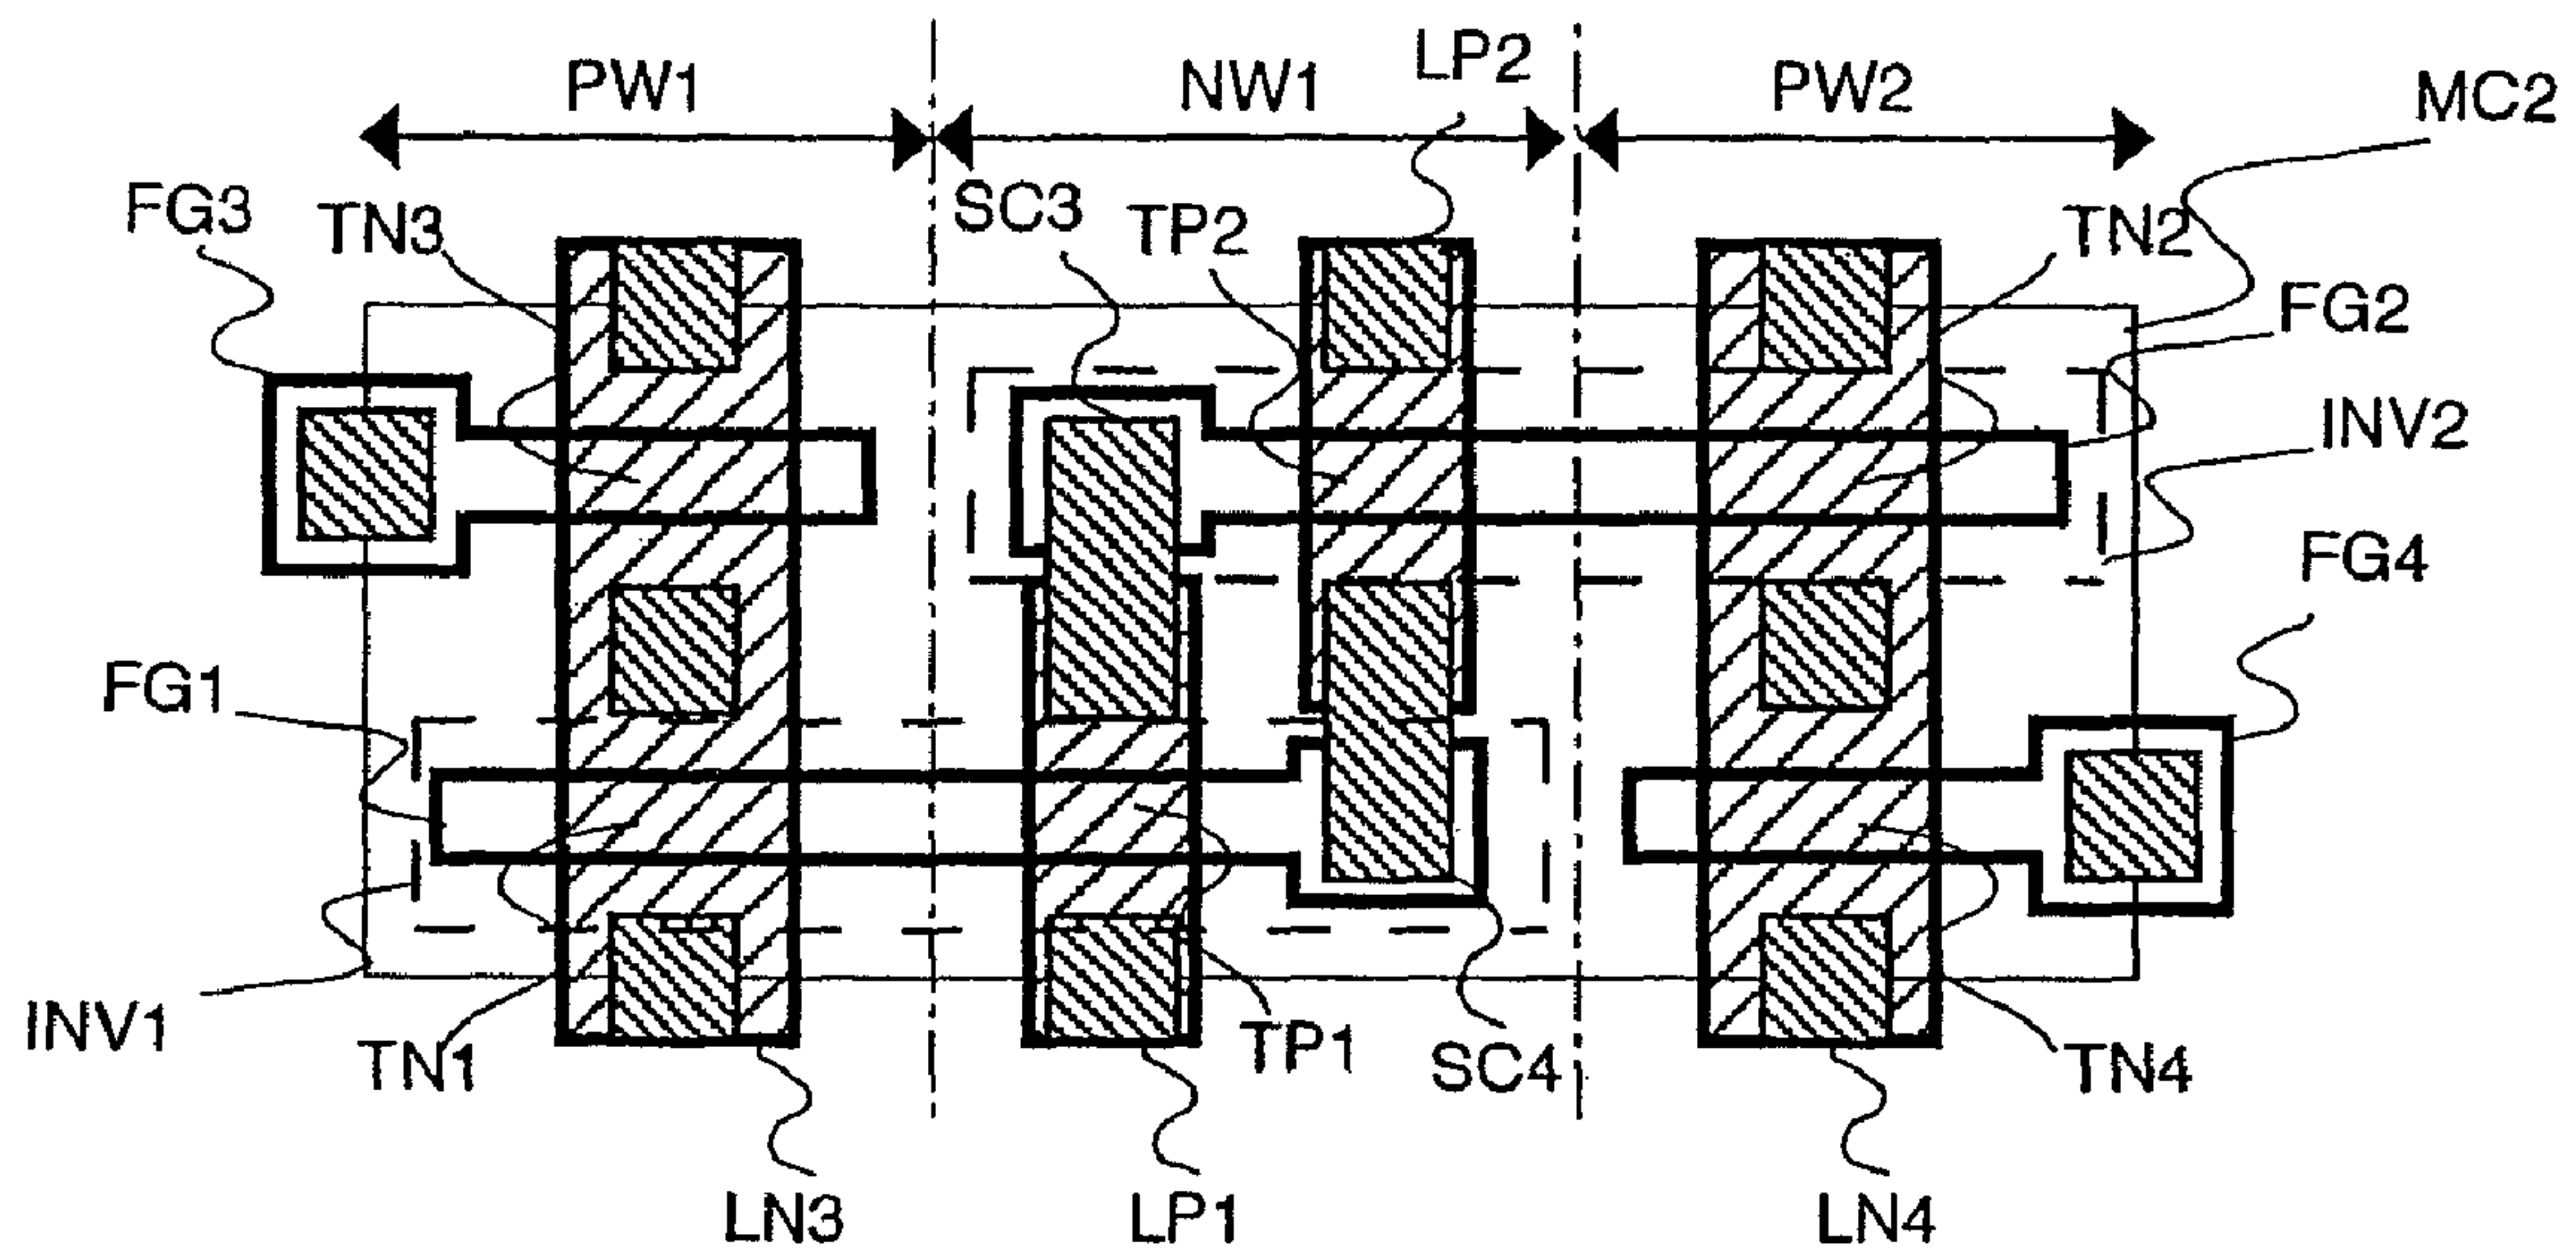 LP2
PW1
NW1
PW2
MC2
FG3
TN3
SC3
TP2
TN2
FG2
INV2
FG4
FG1
INV1
TN1
TP1
SC4
TN4
LN3
LP1
LN4